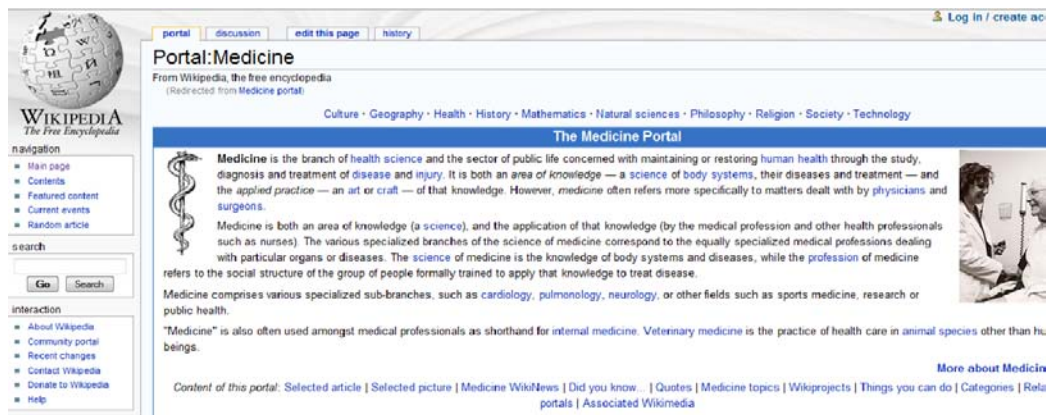 Log in / create
portal discussion edit this page history
Portal:Medicine
From Wikipedia, the free encyclopedia
(Redirected from Medicine portal)
WIKIPEDIA
The Free Encyclopedia
navigation
Main page
Contents
Featured content
Current events
Random article
search
Go Search
interaction
About Wikipedia
Community portal
Recent changes
Contact Wikipedia
Donate to Wikipedia
Help
Culture · Geography · Health · History · Mathematics · Natural sciences · Philosophy · Religion · Society · Technology
The Medicine Portal
Medicine is the branch of health science and the sector of public life concerned with maintaining or restoring human health through the study,
diagnosis and treatment of disease and injury. It is both an area of knowledge — a science of body systems, their diseases and treatment — and
the applied practice — an art or craft — of that knowledge. However, medicine often refers more specifically to matters dealt with by physicians and
surgeons.
Medicine is both an area of knowledge (a science), and the application of that knowledge (by the medical profession and other health professionals
such as nurses). The various specialized branches of the science of medicine correspond to the equally specialized medical professions dealing
with particular organs or diseases. The science of medicine is the knowledge of body systems and diseases, while the profession of medicine
refers to the social structure of the group of people formally trained to apply that knowledge to treat disease.
Medicine comprises various specialized sub-branches, such as cardiology, pulmonology, neurology, or other fields such as sports medicine, research or
public health.
"Medicine" is also often used amongst medical professionals as shorthand for internal medicine. Veterinary medicine is the practice of health care in animal species other than
beings.
More about
Content of this portal: Selected article | Selected picture | Medicine WikiNews | Did you know... | Quotes | Medicine topics | Wikiprojects | Things you can do | Categories |
portals | Associated Wikimedia